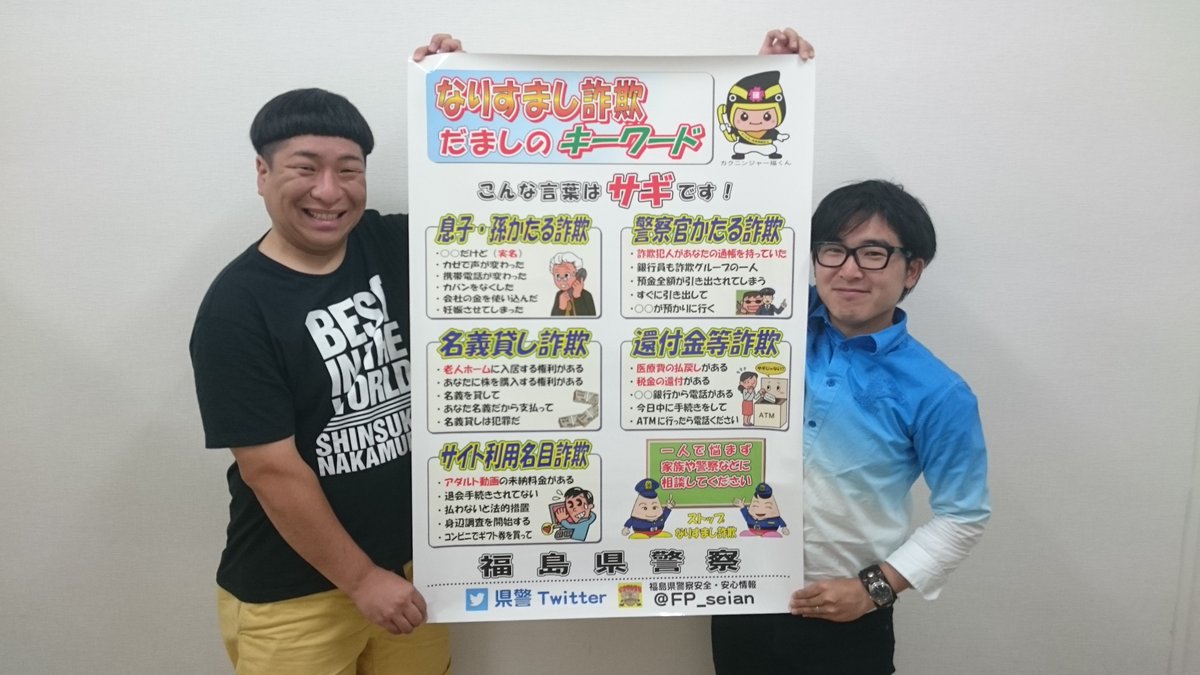 なりすまし詐欺
だましのキーワード
カクニンジャー福くん
こんな言葉はサギです!
息子・孫かたる詐欺
・○○だけど(実名)
・カゼで声が変わった
・携帯電話が変わった
・カバンをなくした
・会社の金を使い込んだ
・妊娠させてしまった
警察官かたる詐欺
・詐欺犯人があなたの通帳を持っていた
・銀行員も詐欺グループの一人
・預金全額が引き出されてしまう
・すぐに引き出して
・○○が預かりに行く
名義貸し詐欺
・老人ホームに入居する権利がある
・あなたに株を購入する権利がある
・名義を貸して
・あなた名義だから支払って
・名義貸しは犯罪だ
還付金等詐欺
・医療費の払戻しがある
・税金の還付がある
・○○銀行から電話がある
・今日中に手続きをして
・ATMに行ったら電話ください
ATM
サイト利用名目詐欺
・アダルト動画の未納料金がある
・退会手続きされてない
・払わないと法的措置
・身辺調査を開始する
・コンビニでギフト券を買って
一人で悩まず
家族や警察などに
相談してください
ストップ
なりすまし詐欺
福島県警察
県警 Twitter
福島県警察安全・安心情報
@FP_seian
BEST
IN THE
WORLD
SHINSUKE
NAKAMU